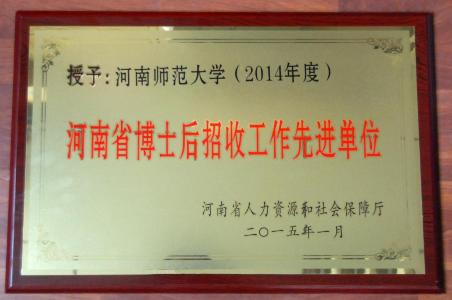 授予:河南师范大学(2014年度)
河南省博士后招收工作先进单位
河南省人力资源和社会保障厅
二〇一五年一月